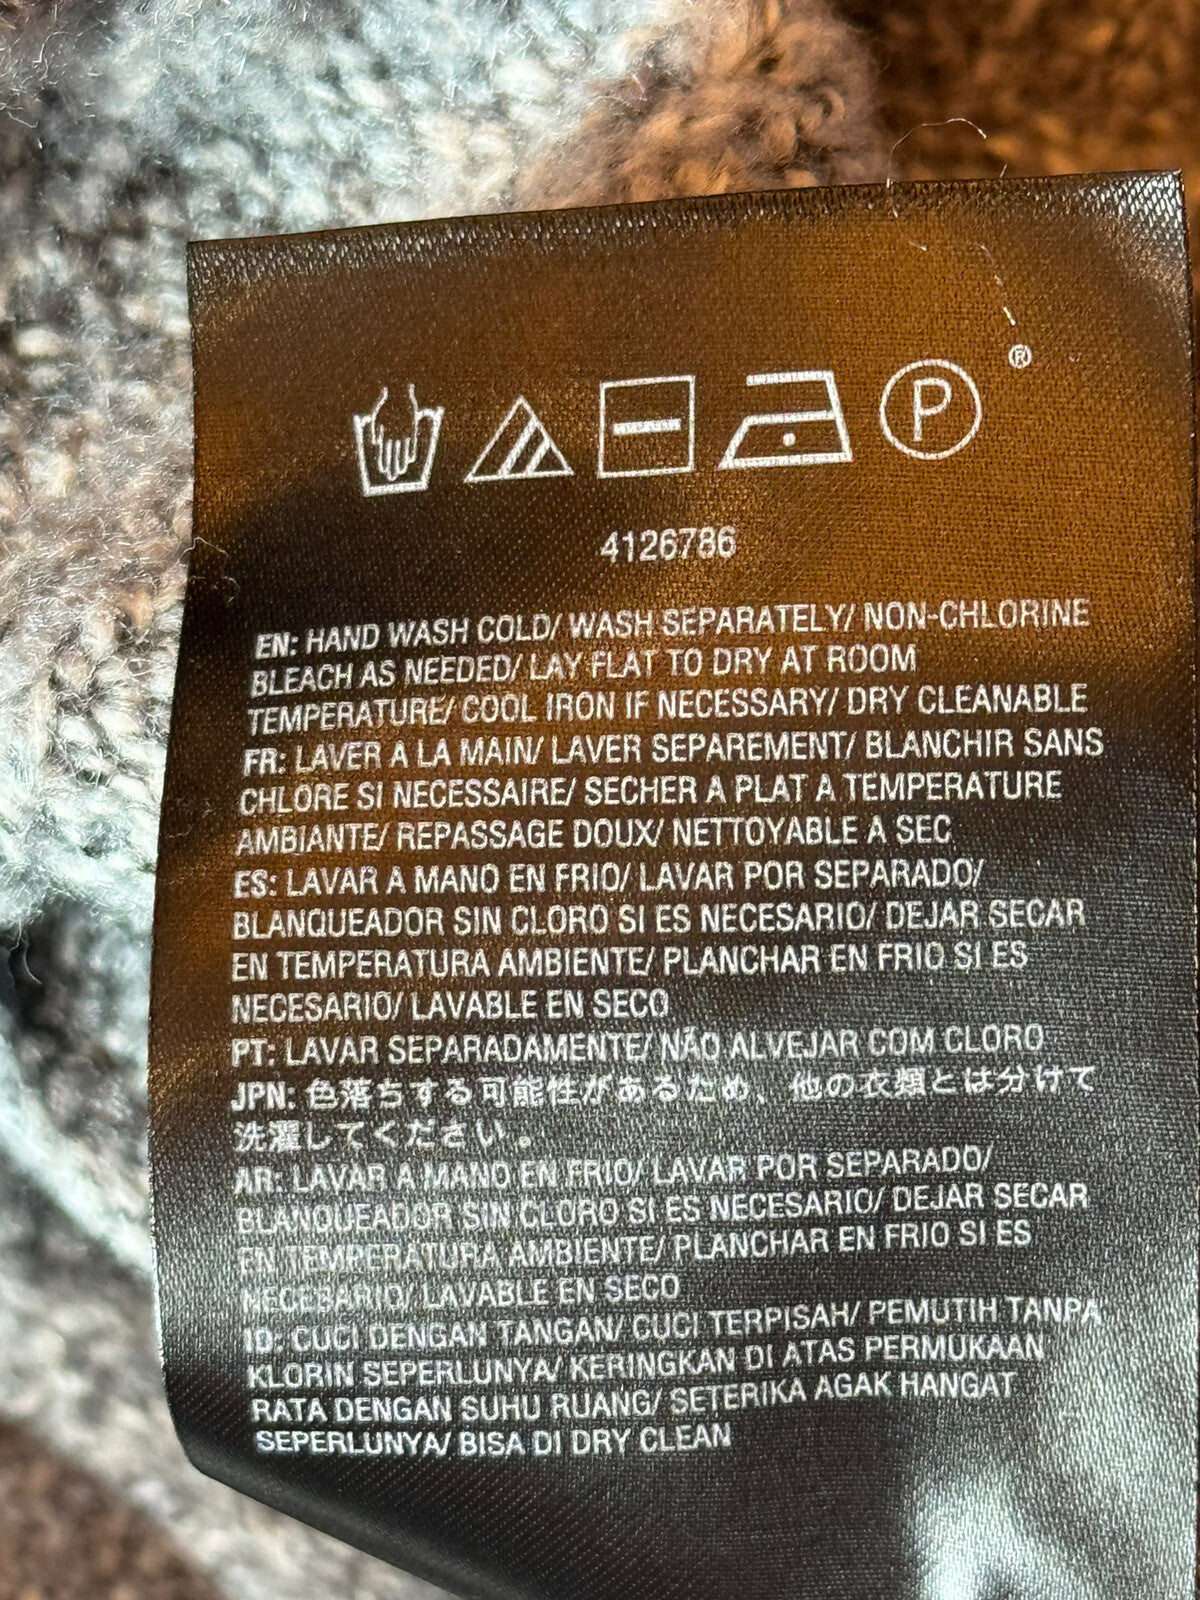 ®
P
4126786
EN: HAND WASH COLD/ WASH SEPARATELY/ NON-CHLORINE
BLEACH AS NEEDED/ LAY FLAT TO DRY AT ROOM
TEMPERATURE/ COOL IRON IF NECESSARY/ DRY CLEANABLE
FR: LAVER A LA MAIN/ LAVER SEPAREMENT/ BLANCHIR SANS
CHLORE SI NECESSAIRE/ SECHER A PLAT A TEMPERATURE
AMBIANTE/ REPASSAGE DOUX/ NETTOYABLE A SEC
ES: LAVAR A MANO EN FRIO/ LAVAR POR SEPARADO/
BLANQUEADOR SIN CLORO SI ES NECESARIO/ DEJAR SECAR
EN TEMPERATURA AMBIENTE/ PLANCHAR EN FRIO SI ES
NECESARIO/ LAVABLE EN SECO
PT: LAVAR SEPARADAMENTE/ NÃO ALVEJAR COM CLORO
JPN: 色落ちする可能性があるため、他の衣類とは分けて
洗濯してください。
AR: LAVAR A MANO EN FRIO/ LAVAR POR SEPARADO/
BLANQUEADOR SIN CLORO SI ES NECESARIO/ DEJAR SECAR
EN TEMPERATURA AMBIENTE/ PLANCHAR EN FRIO SI ES
NECESARIO/ LAVABLE EN SECO
ID: CUCI DENGAN TANGAN/ CUCI TERPISAH/ PEMUTIH TANPA
KLORIN SEPERLUNYA/ KERINGKAN DI ATAS PERMUKAAN
RATA DENGAN SUHU RUANG/ SETERIKA AGAK HANGAT
SEPERLUNYA/ BISA DI DRY CLEAN